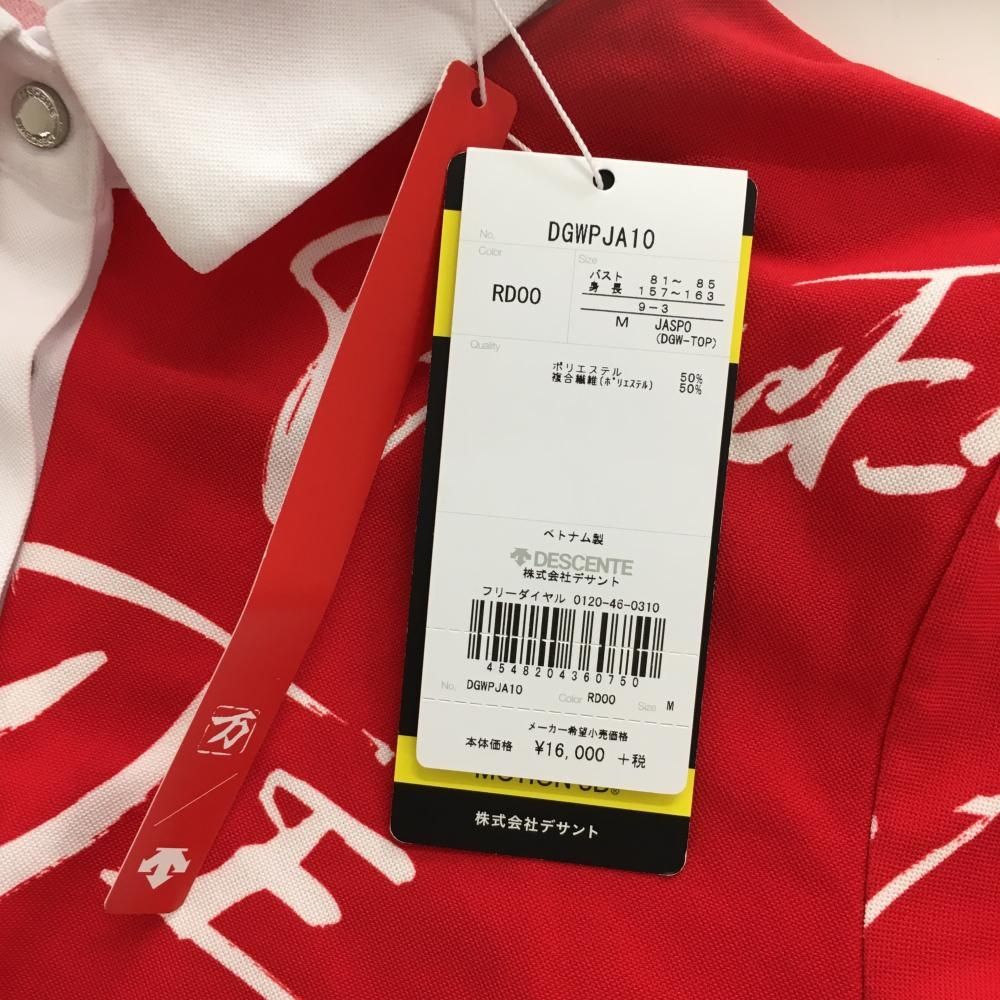 No. DGWPJA10
Color
RD00
Size
バスト 81~ 85
身長 157~163
9-3
M JASPO
(DGW-TOP)
Quality
ポリエステル 50%
複合繊維(ﾎﾟﾘｴｽﾃﾙ) 50%
ベトナム製
DESCENTE
株式会社デサント
フリーダイヤル 0120-46-0310
4548204360750
No. DGWPJA10 Color RD00 Size M
メーカー希望小売価格
本体価格 ¥16,000 +税
株式会社デサント
万